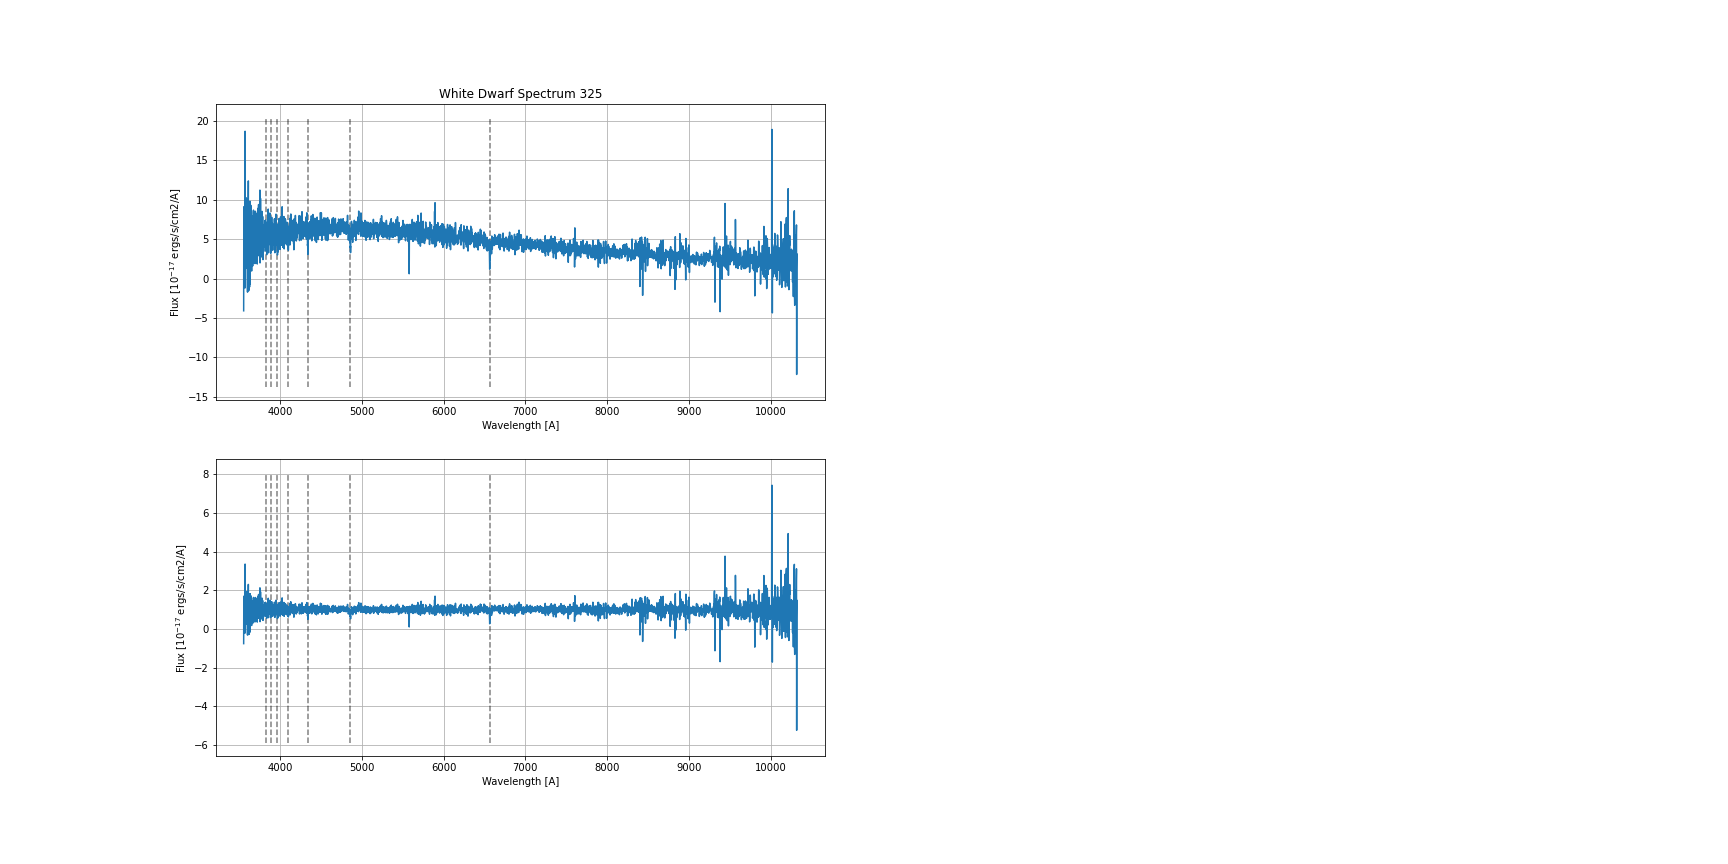 White Dwarf Spectrum 325
Flux [10⁻¹⁷ ergs/s/cm2/A]
20
15
10
5
0
−5
−10
−15
4000 5000 6000 7000 8000 9000 10000
Wavelength [A]
Flux [10⁻¹⁷ ergs/s/cm2/A]
8
6
4
2
0
−2
−4
−6
4000 5000 6000 7000 8000 9000 10000
Wavelength [A]